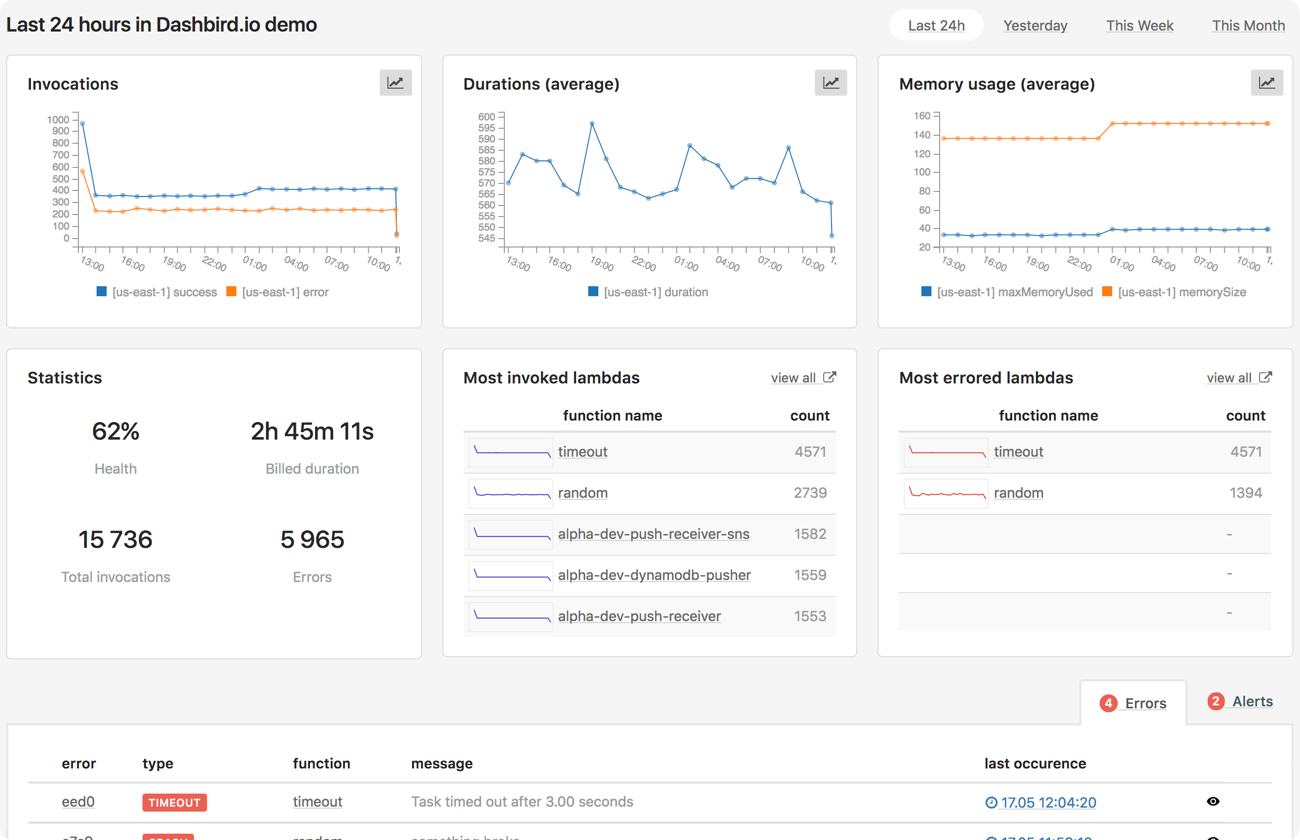 Last 24 hours in Dashbird.io demo
Last 24h Yesterday This Week This Month
Invocations
1000
900
800
700
600
500
400
300
200
100
0
13:00 16:00 19:00 22:00 01:00 04:00 07:00 10:00 1,
[us-east-1] success [us-east-1] error
Durations (average)
600
595
590
585
580
575
570
565
560
555
550
545
13:00 16:00 19:00 22:00 01:00 04:00 07:00 10:00 1,
[us-east-1] duration
Memory usage (average)
160
140
120
100
80
60
40
20
13:00 16:00 19:00 22:00 01:00 04:00 07:00 10:00 1,
[us-east-1] maxMemoryUsed [us-east-1] memorySize
Statistics
62% 2h 45m 11s
Health Billed duration
15 736 5 965
Total invocations Errors
Most invoked lambdas view all
function name count
timeout 4571
random 2739
alpha-dev-push-receiver-sns 1582
alpha-dev-dynamodb-pusher 1559
alpha-dev-push-receiver 1553
Most errored lambdas view all
function name count
timeout 4571
random 1394
-
-
-
4 Errors 2 Alerts
error type function message last occurence
eed0 TIMEOUT timeout Task timed out after 3.00 seconds 17.05 12:04:20
random something broke